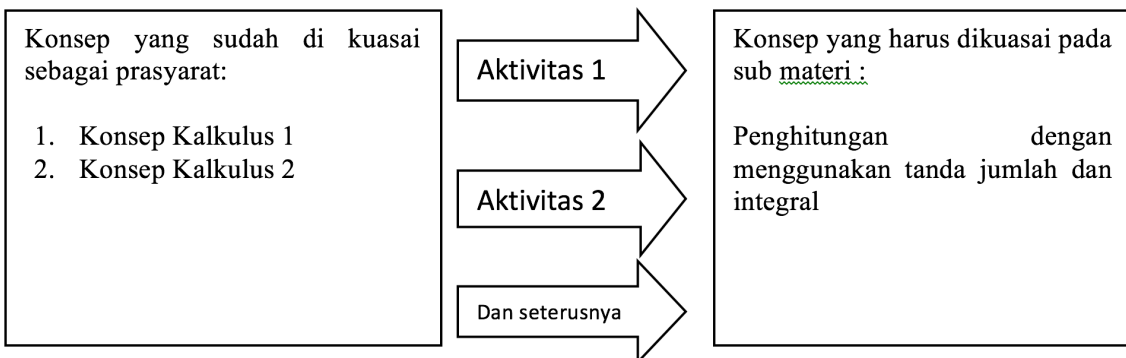 Konsep yang sudah di kuasai
sebagai prasyarat:
1. Konsep Kalkulus 1
2. Konsep Kalkulus 2
Aktivitas 1
Aktivitas 2
Dan seterusnya
Konsep yang harus dikuasai pada
sub materi :
Penghitungan dengan
menggunakan tanda jumlah dan
integral